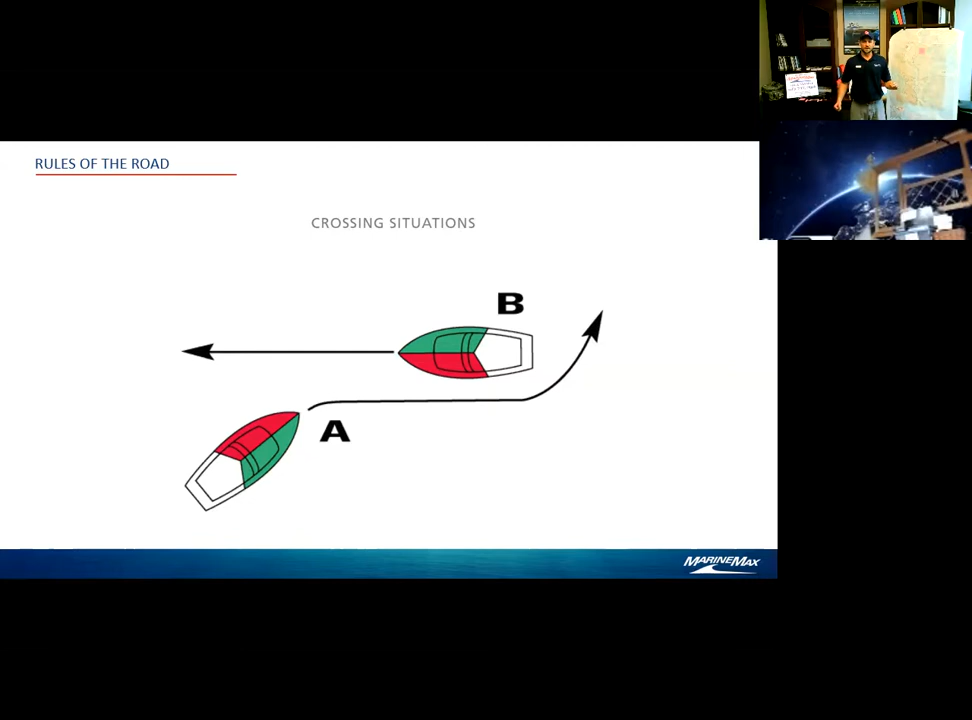 RULES OF THE ROAD
CROSSING SITUATIONS
B
A
MARINEMAX